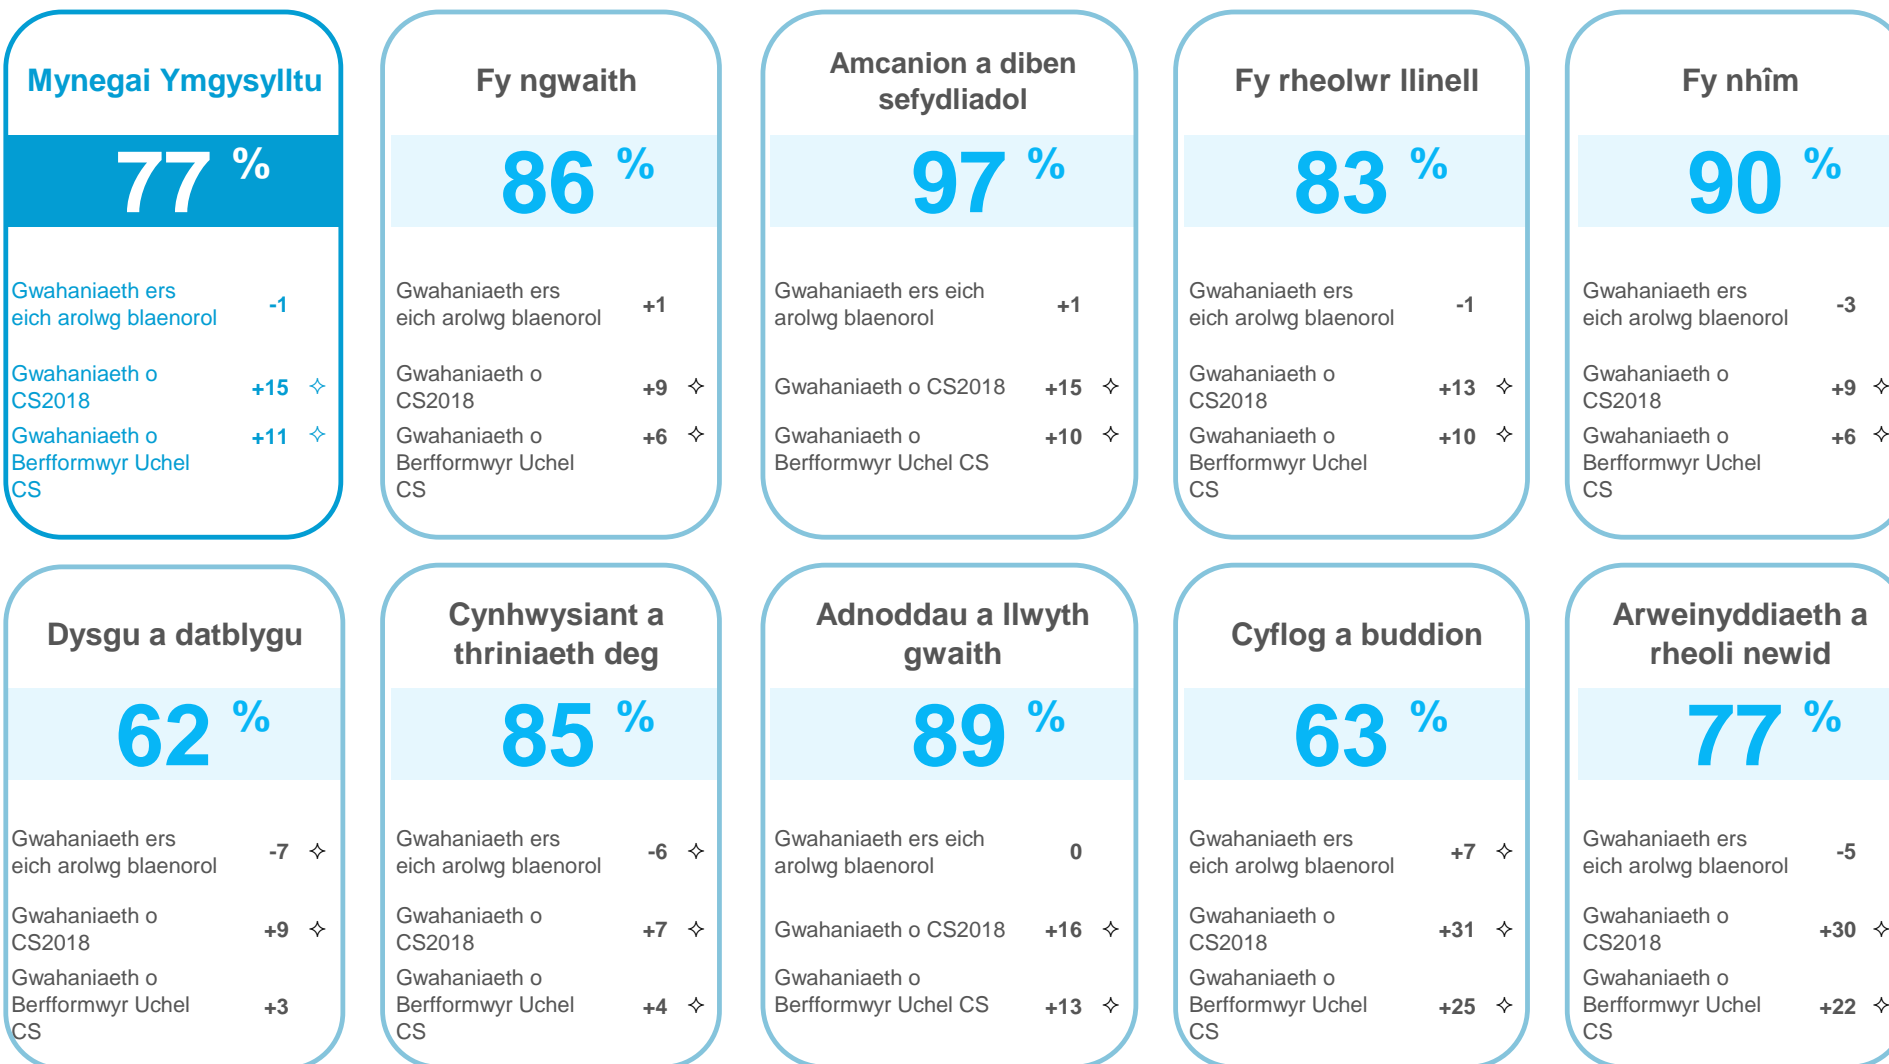 Mynegai Ymgysylltu
77 %
Gwahaniaeth ers
eich arolwg blaenorol -1
Gwahaniaeth o
CS2018 +15 ✧
Gwahaniaeth o +11 ✧
Berfformwyr Uchel
CS
Fy ngwaith
86 %
Gwahaniaeth ers
eich arolwg blaenorol +1
Gwahaniaeth o
CS2018 +9 ✧
Gwahaniaeth o +6 ✧
Berfformwyr Uchel
CS
Amcanion a diben
sefydliadol
97 %
Gwahaniaeth ers eich
arolwg blaenorol +1
Gwahaniaeth o CS2018 +15 ✧
Gwahaniaeth o +10 ✧
Berfformwyr Uchel CS
Fy rheolwr llinell
83 %
Gwahaniaeth ers
eich arolwg blaenorol -1
Gwahaniaeth o
CS2018 +13 ✧
Gwahaniaeth o +10 ✧
Berfformwyr Uchel
CS
Fy nhîm
90 %
Gwahaniaeth ers
eich arolwg blaenorol -3
Gwahaniaeth o
CS2018 +9 ✧
Gwahaniaeth o +6 ✧
Berfformwyr Uchel
CS
Dysgu a datblygu
62 %
Gwahaniaeth ers
eich arolwg blaenorol -7 ✧
Gwahaniaeth o
CS2018 +9 ✧
Gwahaniaeth o
Berfformwyr Uchel +3
CS
Cynhwysiant a
thriniaeth deg
85 %
Gwahaniaeth ers
eich arolwg blaenorol -6 ✧
Gwahaniaeth o
CS2018 +7 ✧
Gwahaniaeth o
Berfformwyr Uchel +4 ✧
CS
Adnoddau a llwyth
gwaith
89 %
Gwahaniaeth ers eich
arolwg blaenorol 0
Gwahaniaeth o CS2018 +16 ✧
Gwahaniaeth o
Berfformwyr Uchel CS +13 ✧
Cyflog a buddion
63 %
Gwahaniaeth ers
eich arolwg blaenorol +7 ✧
Gwahaniaeth o
CS2018 +31 ✧
Gwahaniaeth o
Berfformwyr Uchel +25 ✧
CS
Arweinyddiaeth a
rheoli newid
77 %
Gwahaniaeth ers
eich arolwg blaenorol -5
Gwahaniaeth o
CS2018 +30 ✧
Gwahaniaeth o
Berfformwyr Uchel +22 ✧
CS